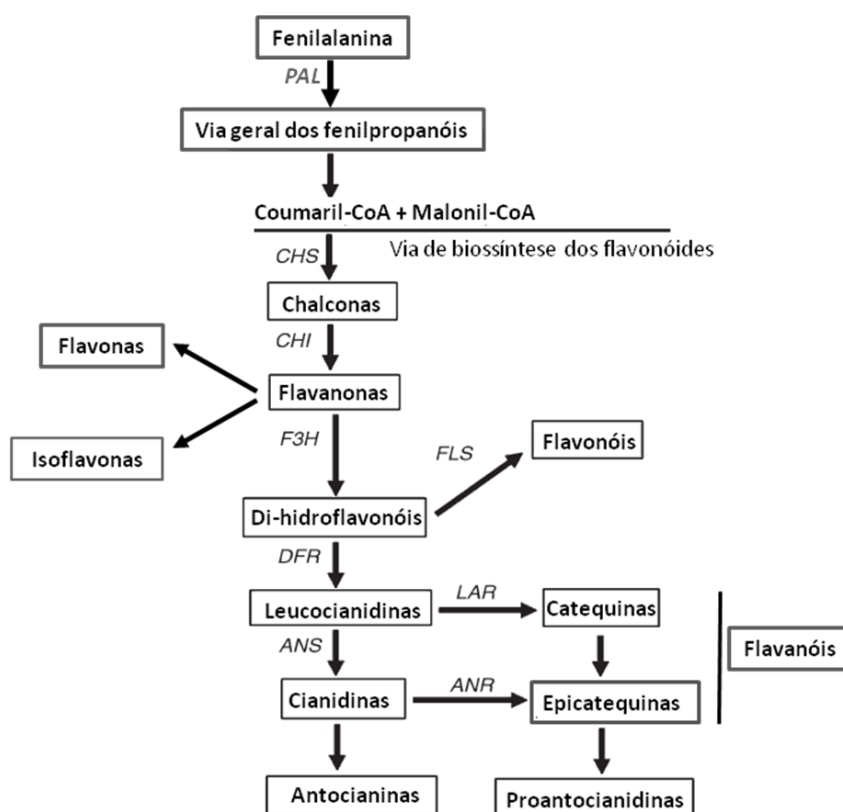 Fenilalanina
PAL
Via geral dos fenilpropanóis
Coumaril-CoA + Malonil-CoA
Via de biossíntese dos flavonóides
CHS
Chalconas
CHI
Flavonas
Flavanonas
Isoflavonas
F3H
FLS
Flavonóis
Di-hidroflavonóis
DFR
Leucocianidinas
LAR
Catequinas
Flavanóis
ANS
Cianidinas
ANR
Epicatequinas
Antocianinas
Proantocianidinas